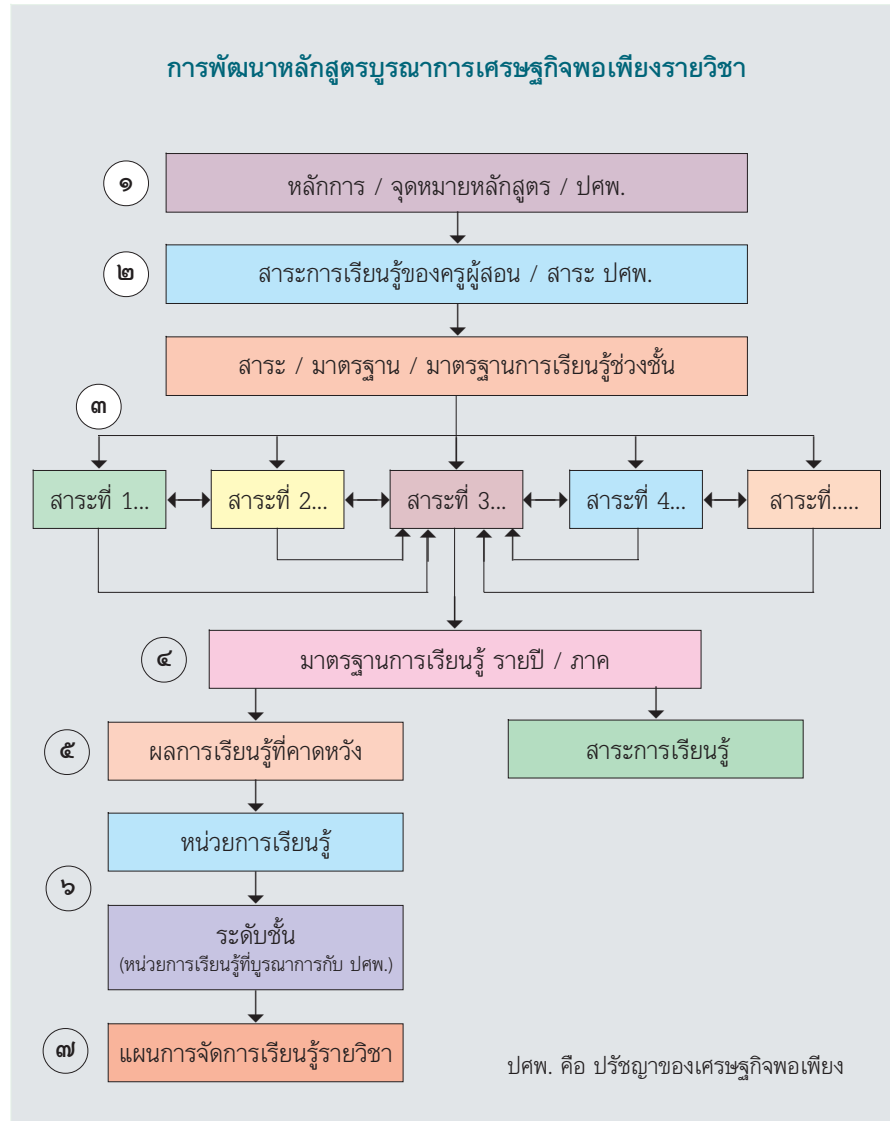 การพัฒนาหลักสูตรบูรณาการเศรษฐกิจพอเพียงรายวิชา
๑
หลักการ / จุดหมายหลักสูตร / ปศพ.
๒
สาระการเรียนรู้ของครูผู้สอน / สาระ ปศพ.
สาระ / มาตรฐาน / มาตรฐานการเรียนรู้ช่วงชั้น
๓
สาระที่ 1...
สาระที่ 2...
สาระที่ 3...
สาระที่ 4...
สาระที่.....
๔
มาตรฐานการเรียนรู้ รายปี / ภาค
๕
ผลการเรียนรู้ที่คาดหวัง
สาระการเรียนรู้
หน่วยการเรียนรู้
๖
ระดับชั้น
(หน่วยการเรียนรู้ที่บูรณาการกับ ปศพ.)
๗
แผนการจัดการเรียนรู้รายวิชา
ปศพ. คือ ปรัชญาของเศรษฐกิจพอเพียง